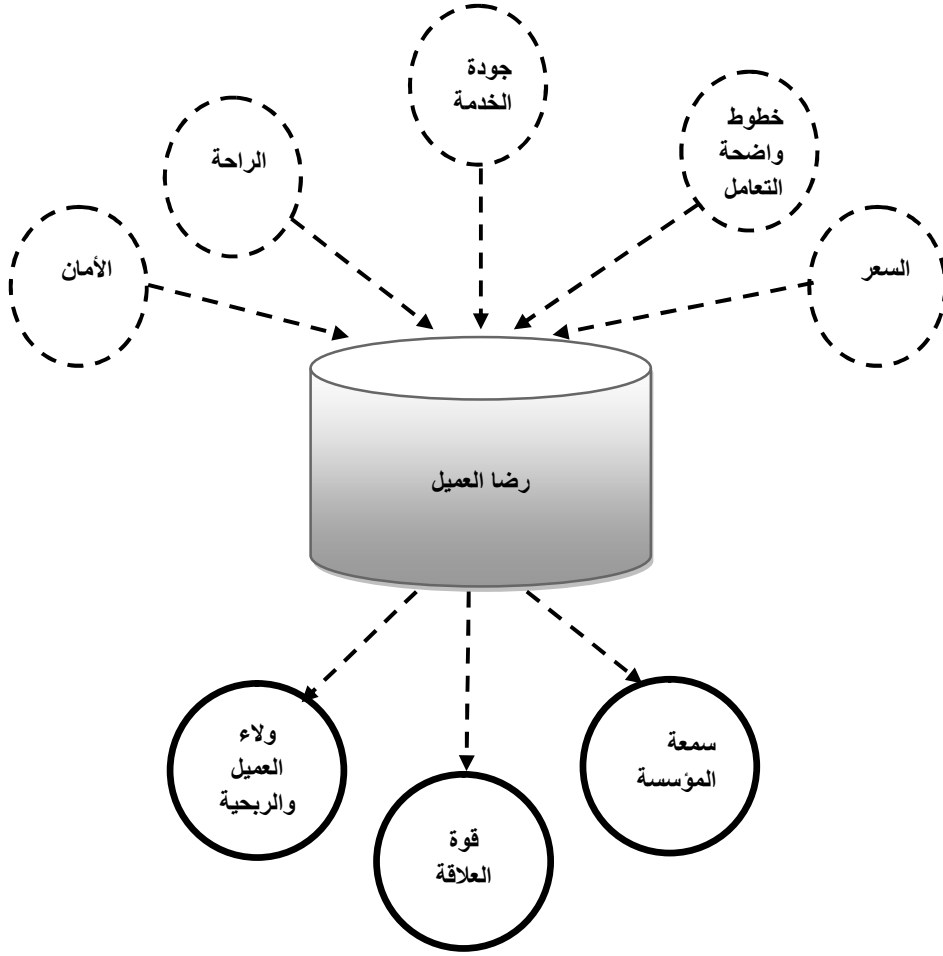 جودة
الخدمة
خطوط
واضحة
التعامل
الراحة
السعر
الأمان
رضا العميل
سمعة
المؤسسة
ولاء
العميل
والربحية
قوة
العلاقة